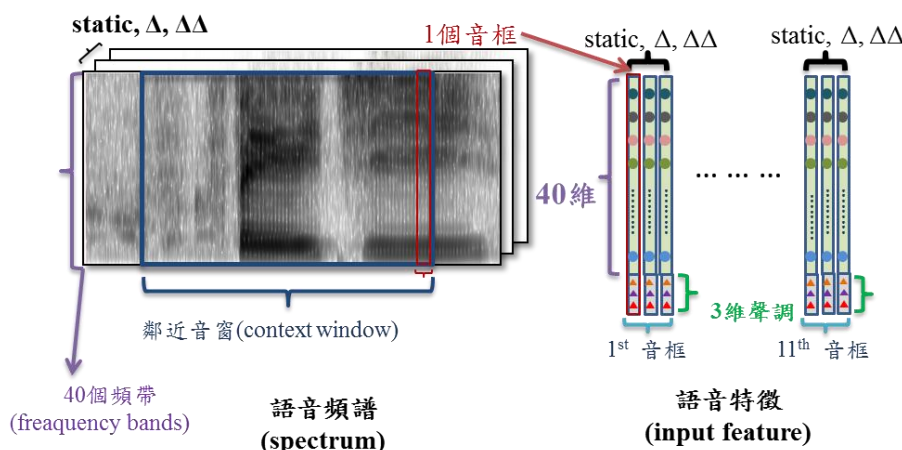 static, Δ, ΔΔ
1個音框
static, Δ, ΔΔ
static, Δ, ΔΔ
40維
... ... ...
3維聲調
鄰近音窗(context window)
1st 音框
11th 音框
40個頻帶
(freaquency bands)
語音頻譜
(spectrum)
語音特徵
(input feature)